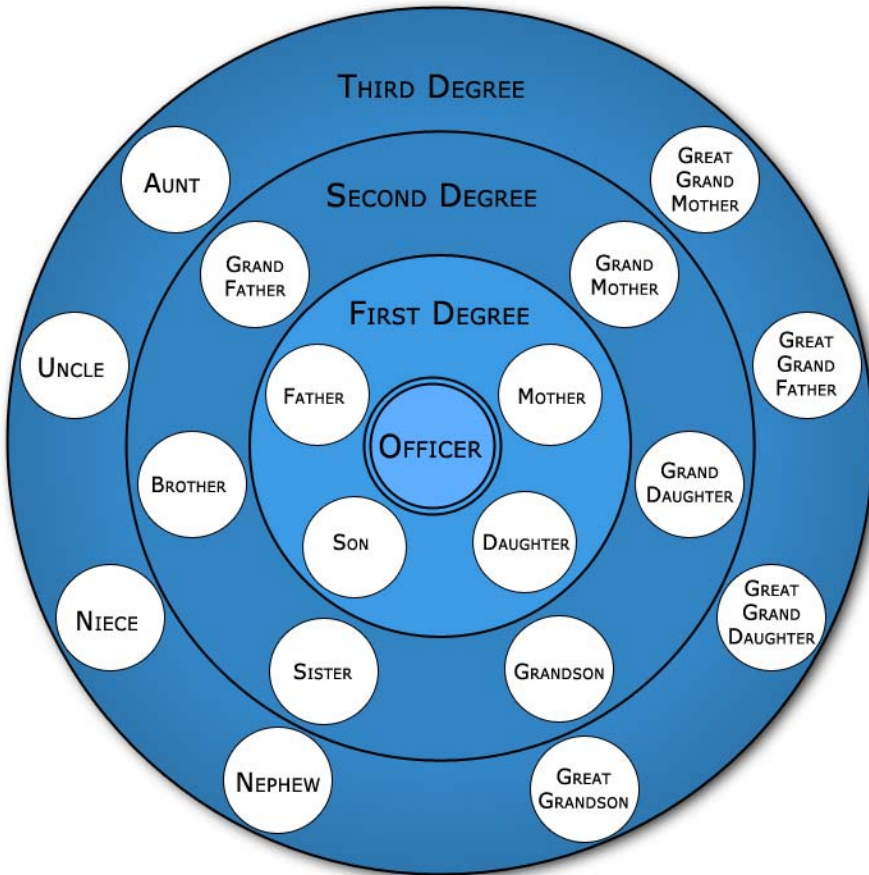 Third Degree
Aunt
Great
Grand
Mother
Second Degree
Grand
Father
Grand
Mother
First Degree
Uncle
Great
Grand
Father
Father
Mother
Officer
Brother
Grand
Daughter
Son
Daughter
Niece
Great
Grand
Daughter
Sister
Grandson
Nephew
Great
Grandson